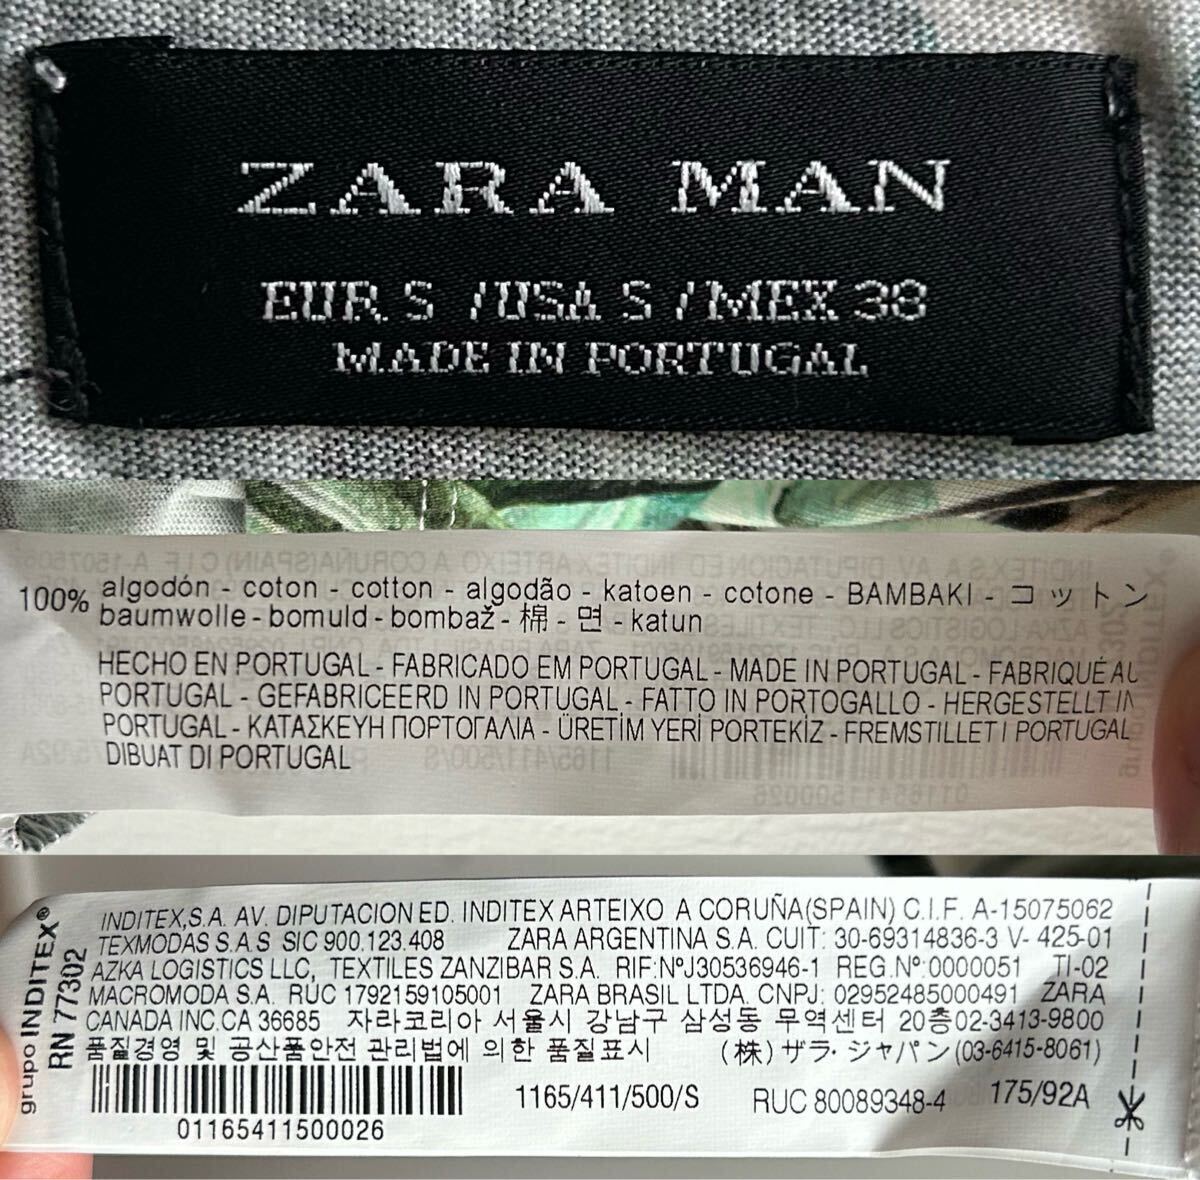 ZARA MAN
EUR S /USA S /MEX 38
MADE IN PORTUGAL
100% algodón - coton - cotton - algodão - katoen - cotone - BAMBAKI - コットン
baumwolle - bomuld - bombaž - 棉 - 면 - katun
HECHO EN PORTUGAL - FABRICADO EM PORTUGAL - MADE IN PORTUGAL - FABRIQUÉ AU
PORTUGAL - GEFABRICEERD IN PORTUGAL - FATTO IN PORTOGALLO - HERGESTELLT IN
PORTUGAL - ΚΑΤΑΣΚΕΥΗ ΠΟΡΤΟΓΑΛΙΑ - ÜRETİM YERİ PORTEKİZ - FREMSTILLET I PORTUGAL
DIBUAT DI PORTUGAL
grupo INDITEX®
RN 77302
INDITEX,S.A. AV. DIPUTACION ED. INDITEX ARTEIXO A CORUÑA(SPAIN) C.I.F. A-15075062
TEXMODAS S.A.S SIC 900.123.408 ZARA ARGENTINA S.A. CUIT: 30-69314836-3 V- 425-01
AZKA LOGISTICS LLC, TEXTILES ZANZIBAR S.A. RIF:NºJ30536946-1 REG.Nº:0000051 TI-02
MACROMODA S.A. RUC 1792159105001 ZARA BRASIL LTDA. CNPJ: 02952485000491 ZARA
CANADA INC.CA 36685 자라코리아 서울시 강남구 삼성동 무역센터 20층02-3413-9800
품질경영 및 공산품안전 관리법에 의한 품질표시 (株)ザラ・ジャパン(03-6415-8061)
1165/411/500/S RUC 80089348-4 175/92A
01165411500026